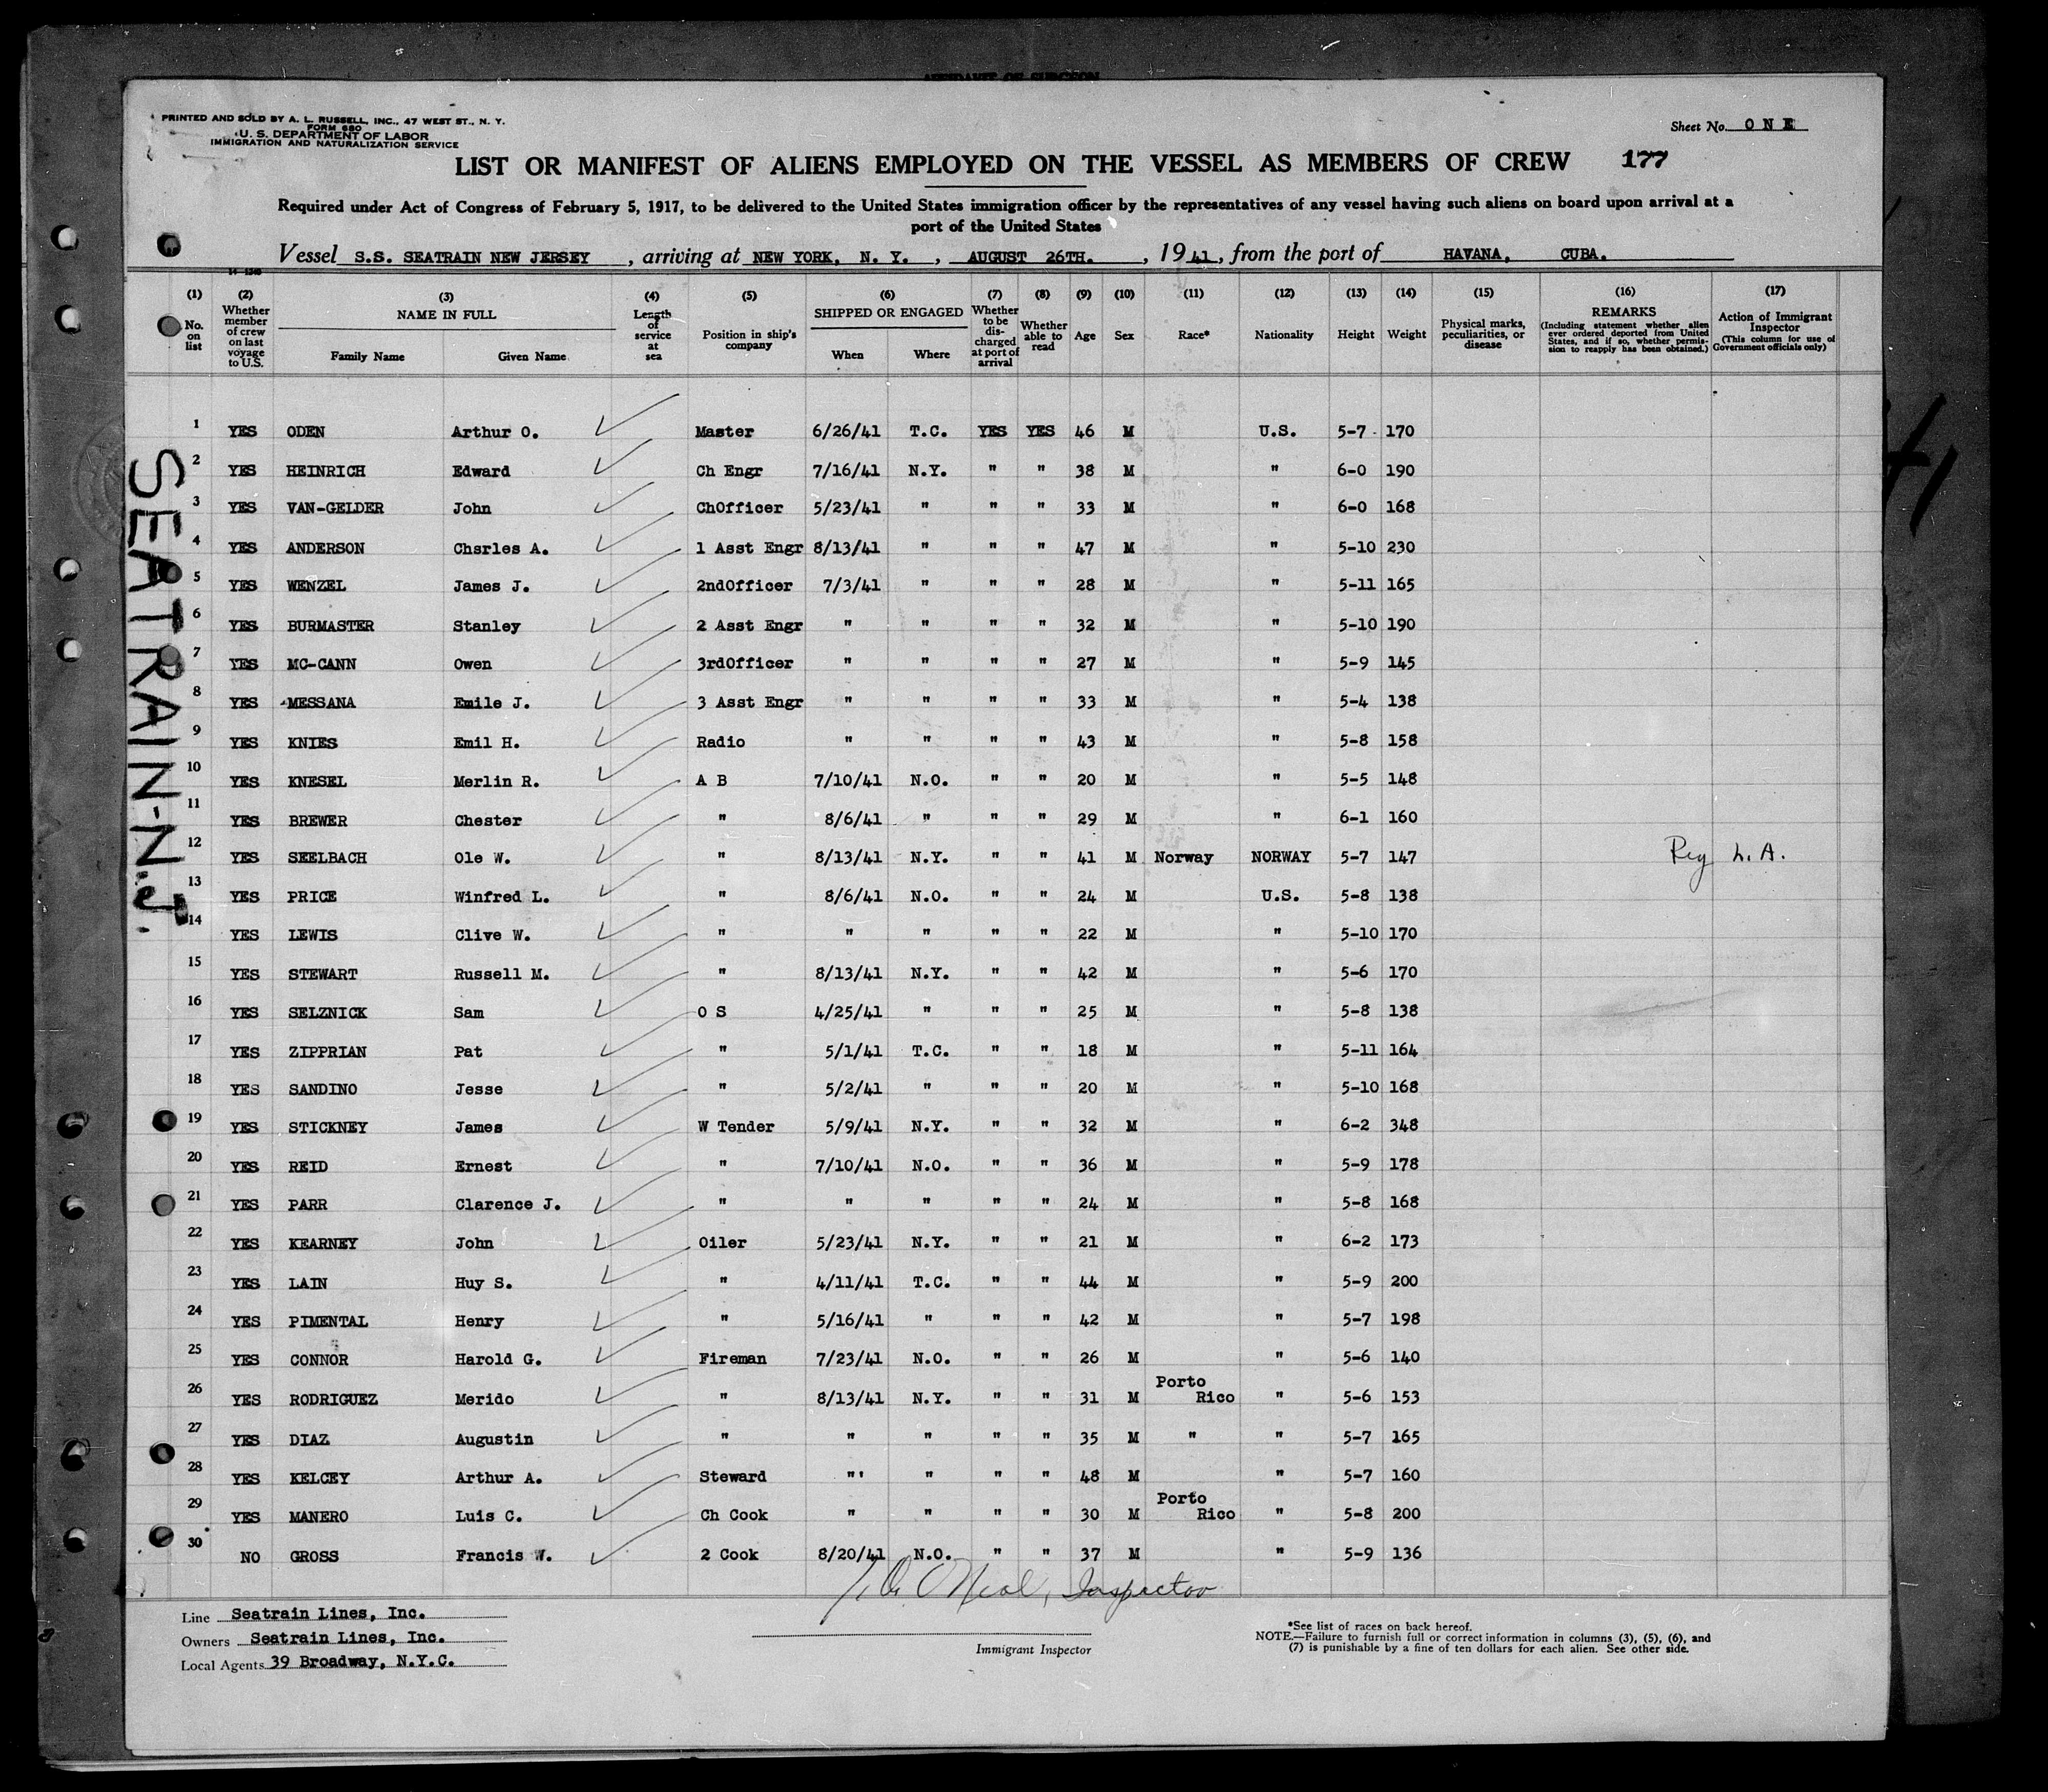 AFFIDAVIT OF SURGEON
PRINTED AND SOLD BY A. L. RUSSELL, INC., 47 WEST ST., N. Y.
FORM 680
U. S. DEPARTMENT OF LABOR
IMMIGRATION AND NATURALIZATION SERVICE
Sheet No. ONE
LIST OR MANIFEST OF ALIENS EMPLOYED ON THE VESSEL AS MEMBERS OF CREW 177
Required under Act of Congress of February 5, 1917, to be delivered to the United States immigration officer by the representatives of any vessel having such aliens on board upon arrival at a
port of the United States
Vessel S.S. SEATRAIN NEW JERSEY, arriving at NEW YORK, N. Y., AUGUST 26TH., 1941, from the port of HAVANA, CUBA.
(1) No. on list
(2) Whether member of crew on last voyage to U.S.
(3) NAME IN FULL Family Name Given Name
(4) Length of service at sea
(5) Position in ship's company
(6) SHIPPED OR ENGAGED When Where
(7) Whether to be discharged at port of arrival
(8) Whether able to read
(9) Age
(10) Sex
(11) Race*
(12) Nationality
(13) Height
(14) Weight
(15) Physical marks, peculiarities, or disease
(16) REMARKS (Including statement whether alien ever ordered deported from United States, and if so, whether permission to reapply has been obtained.)
(17) Action of Immigrant Inspector (This column for use of Government officials only)
1 YES ODEN Arthur O. Master 6/26/41 T.C. YES YES 46 M U.S. 5-7 170
2 YES HEINRICH Edward Ch Engr 7/16/41 N.Y. " " 38 M " 6-0 190
3 YES VAN-GELDER John ChOfficer 5/23/41 " " " 33 M " 6-0 168
4 YES ANDERSON Chsrles A. 1 Asst Engr 8/13/41 " " " 47 M " 5-10 230
5 YES WENZEL James J. 2ndOfficer 7/3/41 " " " 28 M " 5-11 165
6 YES BURMASTER Stanley 2 Asst Engr " " " " 32 M " 5-10 190
7 YES MC-CANN Owen 3rdOfficer " " " " 27 M " 5-9 145
8 YES MESSANA Emile J. 3 Asst Engr " " " " 33 M " 5-4 138
9 YES KNIES Emil H. Radio " " " " 43 M " 5-8 158
10 YES KNESEL Merlin R. A B 7/10/41 N.O. " " 20 M " 5-5 148
11 YES BREWER Chester " 8/6/41 " " " 29 M " 6-1 160
12 YES SEELBACH Ole W. " 8/13/41 N.Y. " " 41 M Norway NORWAY 5-7 147 Reg L.A.
13 YES PRICE Winfred L. " 8/6/41 N.O. " " 24 M U.S. 5-8 138
14 YES LEWIS Clive W. " " " " " 22 M " 5-10 170
15 YES STEWART Russell M. " 8/13/41 N.Y. " " 42 M " 5-6 170
16 YES SELZNICK Sam O S 4/25/41 " " " 25 M " 5-8 138
17 YES ZIPPRIAN Pat " 5/1/41 T.C. " " 18 M " 5-11 164
18 YES SANDINO Jesse " 5/2/41 " " " 20 M " 5-10 168
19 YES STICKNEY James W Tender 5/9/41 N.Y. " " 32 M " 6-2 348
20 YES REID Ernest " 7/10/41 N.O. " " 36 M " 5-9 178
21 YES PARR Clarence J. " " " " " 24 M " 5-8 168
22 YES KEARNEY John Oiler 5/23/41 N.Y. " " 21 M " 6-2 173
23 YES LAIN Huy S. " 4/11/41 T.C. " " 44 M " 5-9 200
24 YES PIMENTAL Henry " 5/16/41 " " " 42 M " 5-7 198
25 YES CONNOR Harold G. Fireman 7/23/41 N.O. " " 26 M " 5-6 140
26 YES RODRIGUEZ Merido " 8/13/41 N.Y. " " 31 M Porto Rico " 5-6 153
27 YES DIAZ Augustin " " " " " 35 M " " 5-7 165
28 YES KELCEY Arthur A. Steward "' " " " 48 M " 5-7 160
29 YES MANERO Luis C. Ch Cook " " " " 30 M Porto Rico " 5-8 200
30 NO GROSS Francis W. 2 Cook 8/20/41 N.O. " " 37 M " 5-9 136
SEATRAIN-N.J.
O'Neal, Inspector
Immigrant Inspector
Line Seatrain Lines, Inc.
Owners Seatrain Lines, Inc.
Local Agents 39 Broadway, N.Y.C.
*See list of races on back hereof.
NOTE.—Failure to furnish full or correct information in columns (3), (5), (6), and
(7) is punishable by a fine of ten dollars for each alien. See other side.